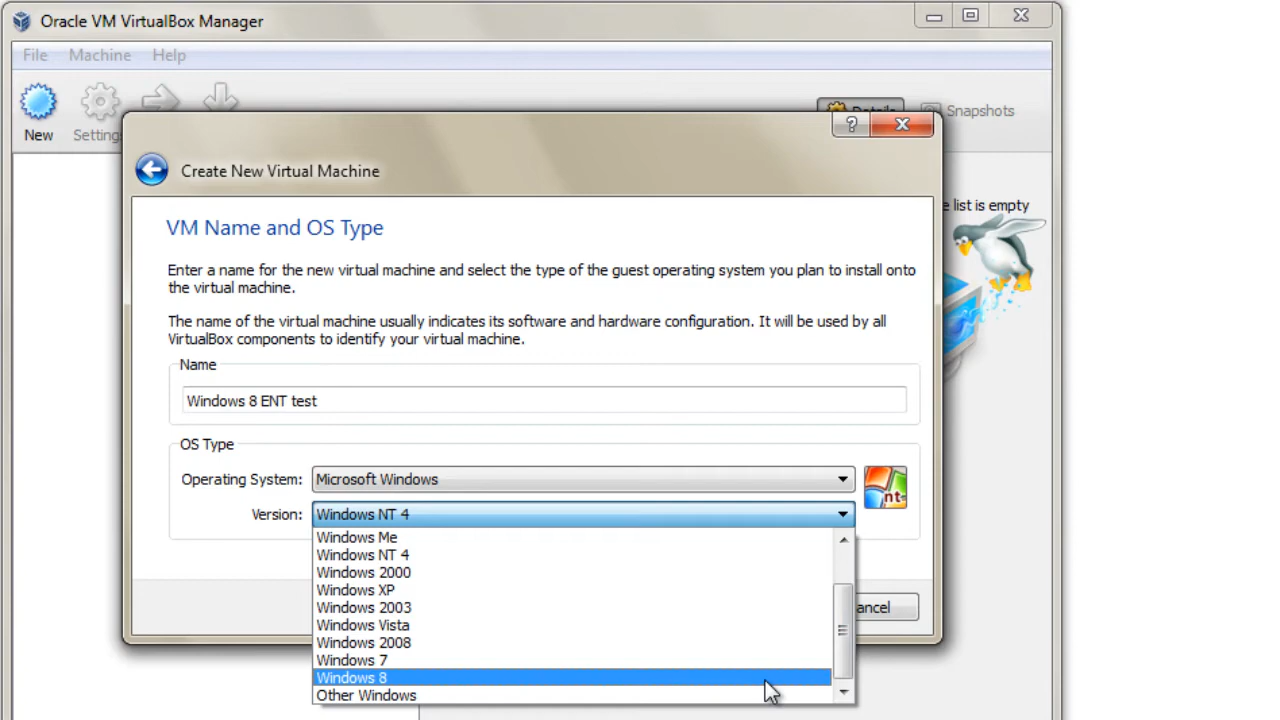 Oracle VM VirtualBox Manager
File Machine Help
New
Snapshots
Create New Virtual Machine
list is empty
VM Name and OS Type
Enter a name for the new virtual machine and select the type of the guest operating system you plan to install onto
the virtual machine.
The name of the virtual machine usually indicates its software and hardware configuration. It will be used by all
VirtualBox components to identify your virtual machine.
Name
Windows 8 ENT test
OS Type
Operating System: Microsoft Windows
nt
Version: Windows NT 4
Windows Me
Windows NT 4
Windows 2000
Windows XP
Windows 2003
Windows Vista
Windows 2008
Windows 7
Windows 8
Other Windows